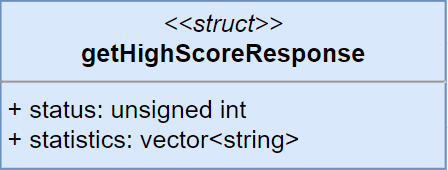 <<struct>>
getHighScoreResponse
+ status: unsigned int
+ statistics: vector<string>